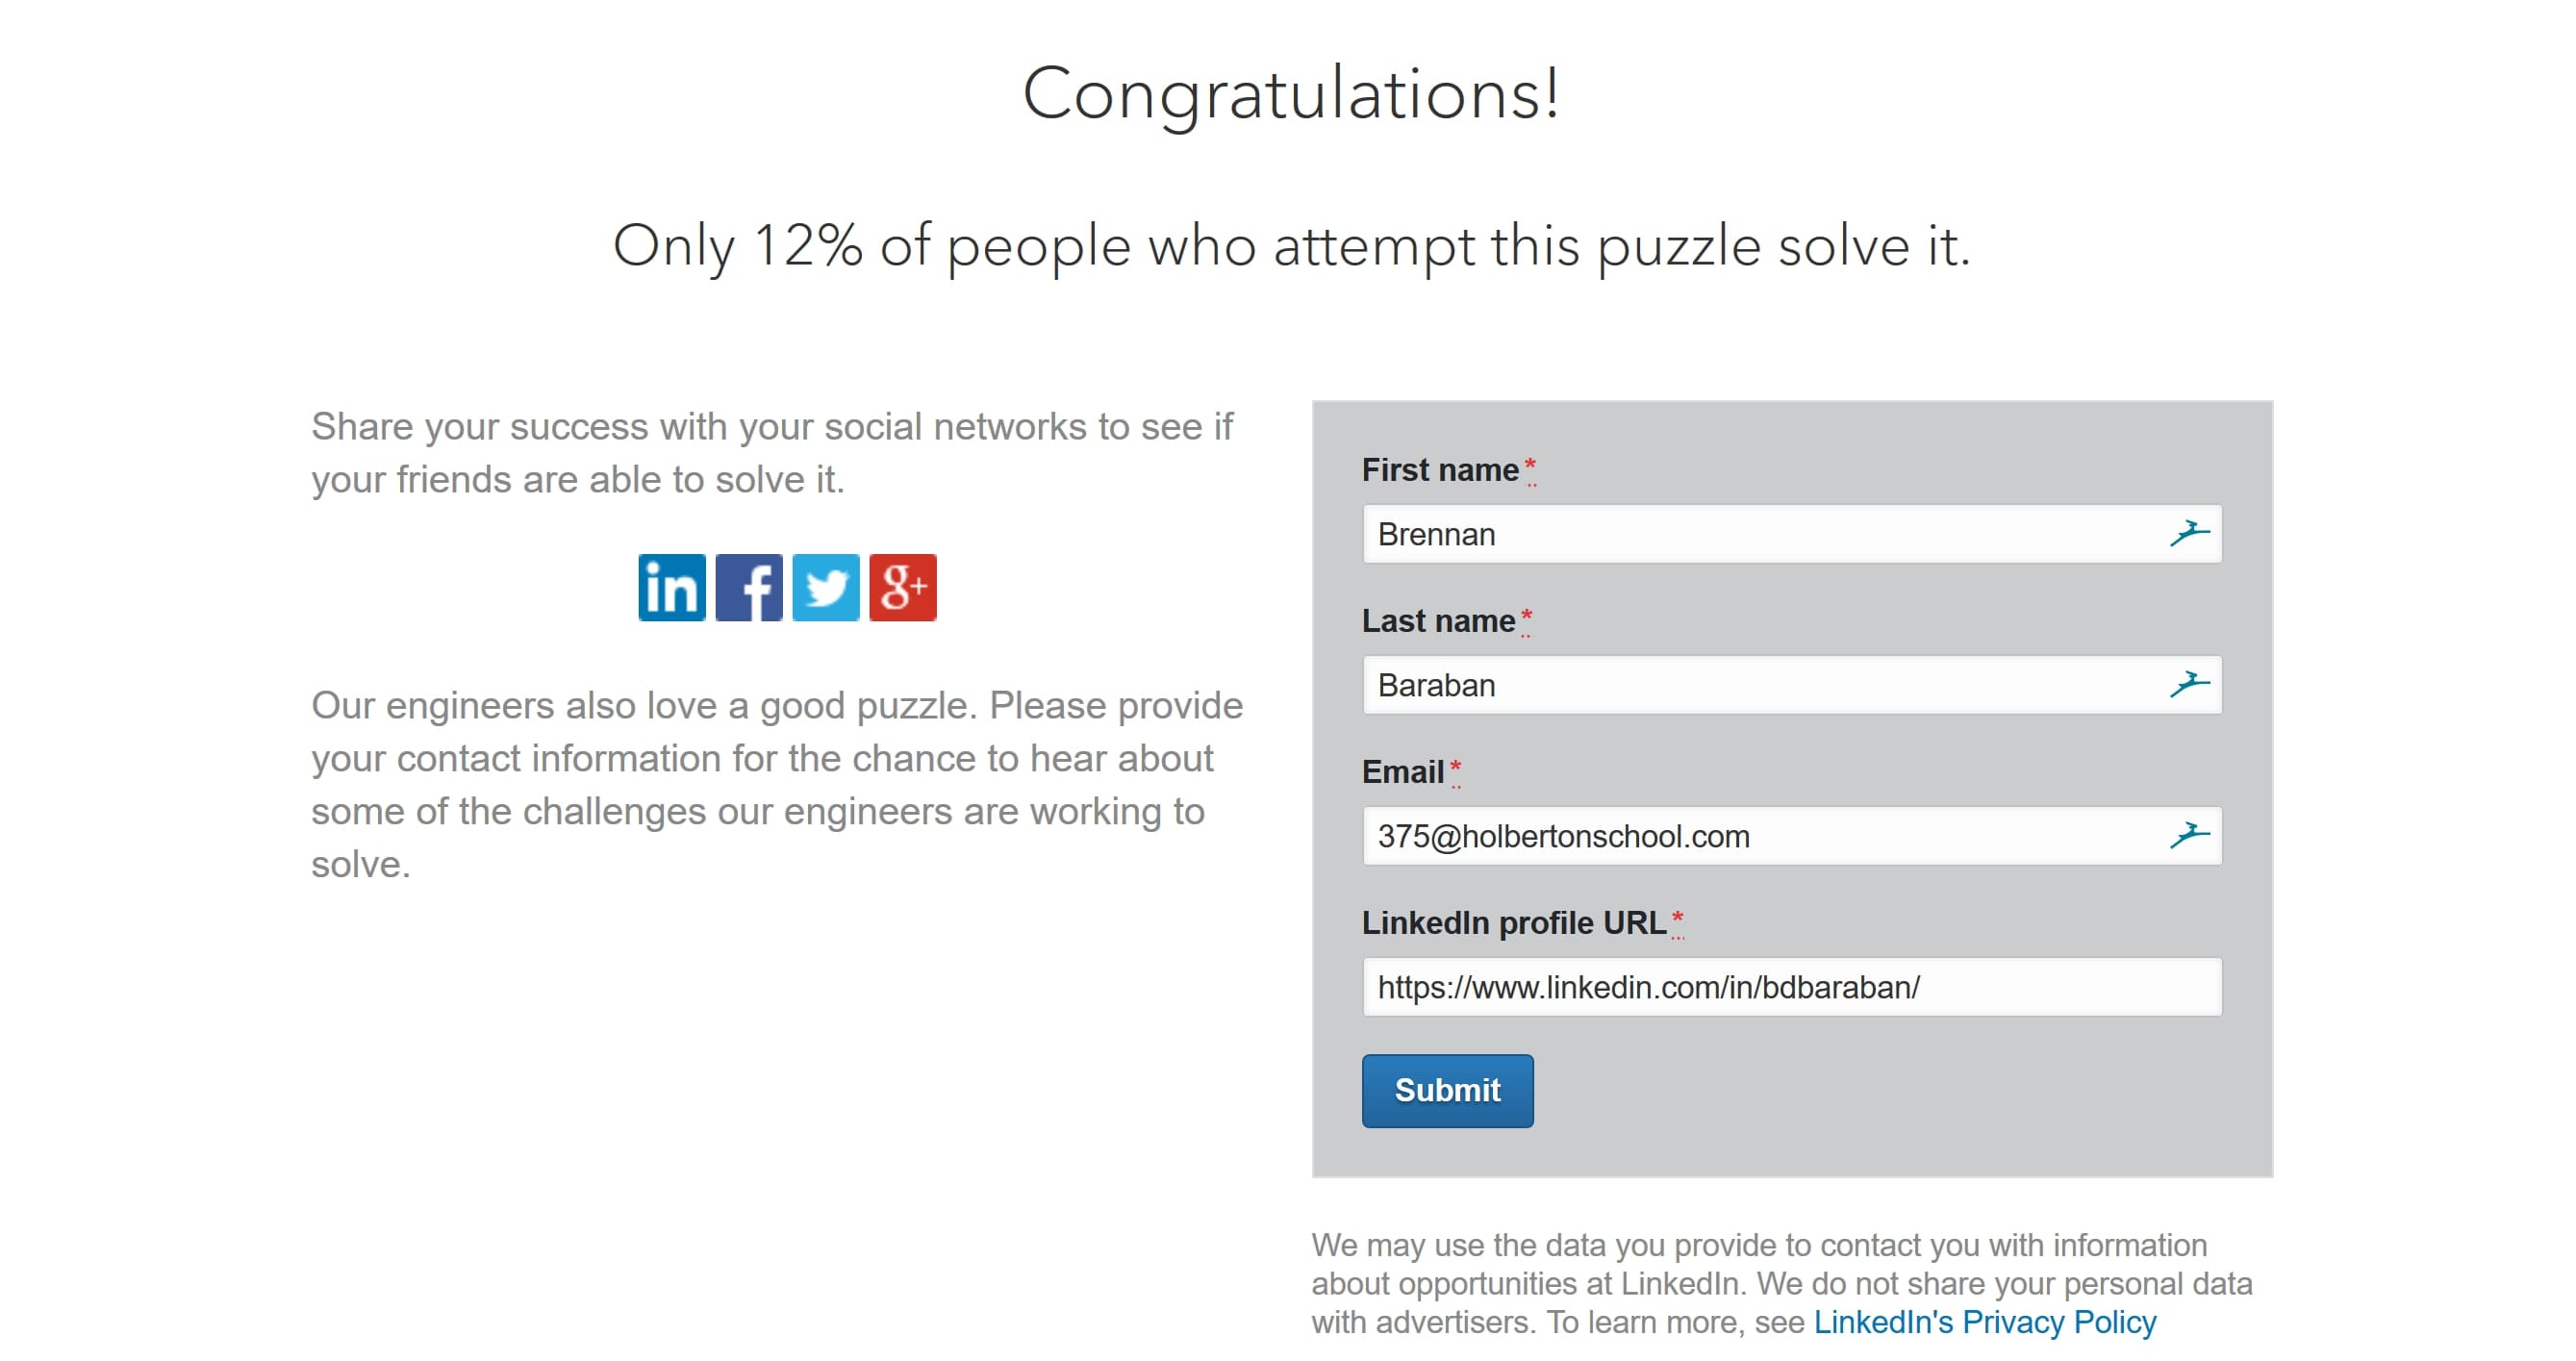 Congratulations!
Only 12% of people who attempt this puzzle solve it.
Share your success with your social networks to see if
your friends are able to solve it.
in f g+
Our engineers also love a good puzzle. Please provide
your contact information for the chance to hear about
some of the challenges our engineers are working to
solve.
First name*
Brennan
Last name*
Baraban
Email*
375@holbertonschool.com
LinkedIn profile URL*
https://www.linkedin.com/in/bdbaraban/
Submit
We may use the data you provide to contact you with information
about opportunities at LinkedIn. We do not share your personal data
with advertisers. To learn more, see LinkedIn's Privacy Policy